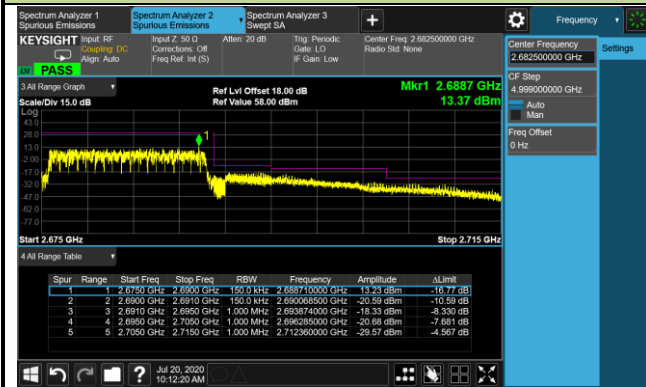 Spectrum Analyzer 1
Spurious Emissions
Spectrum Analyzer 2
Spurious Emissions
Spectrum Analyzer 3
Swept SA
+
Frequency
KEYSIGHT
Input: RF
Coupling: DC
Align: Auto
Input Z: 50 Ω
Corrections: Off
Freq Ref: Int (S)
Atten: 20 dB
Trig: Periodic
Gate: LO
IF Gain: Low
Center Freq: 2.682500000 GHz
Radio Std: None
LW PASS
Center Frequency
2.682500000 GHz
Settings
CF Step
4.999000000 GHz
Auto
Man
Freq Offset
0 Hz
3 All Range Graph
Scale/Div 15.0 dB
Ref Lvl Offset 18.00 dB
Ref Value 58.00 dBm
Mkr1 2.6887 GHz
13.37 dBm
Log
43.0
28.0
13.0
-2.00
-17.0
-32.0
-47.0
-62.0
-77.0
1
Start 2.675 GHz
Stop 2.715 GHz
4 All Range Table
Spur Range Start Freq Stop Freq RBW Frequency Amplitude ΔLimit
1 1 2.6750 GHz 2.6900 GHz 150.0 kHz 2.688710000 GHz 13.23 dBm -16.77 dB
2 2 2.6900 GHz 2.6910 GHz 150.0 kHz 2.690068500 GHz -20.59 dBm -10.59 dB
3 3 2.6910 GHz 2.6950 GHz 1.000 MHz 2.693874000 GHz -18.33 dBm -8.330 dB
4 4 2.6950 GHz 2.7050 GHz 1.000 MHz 2.696285000 GHz -20.68 dBm -7.681 dB
5 5 2.7050 GHz 2.7150 GHz 1.000 MHz 2.712360000 GHz -29.57 dBm -4.567 dB
?
Jul 20, 2020
10:12:20 AM